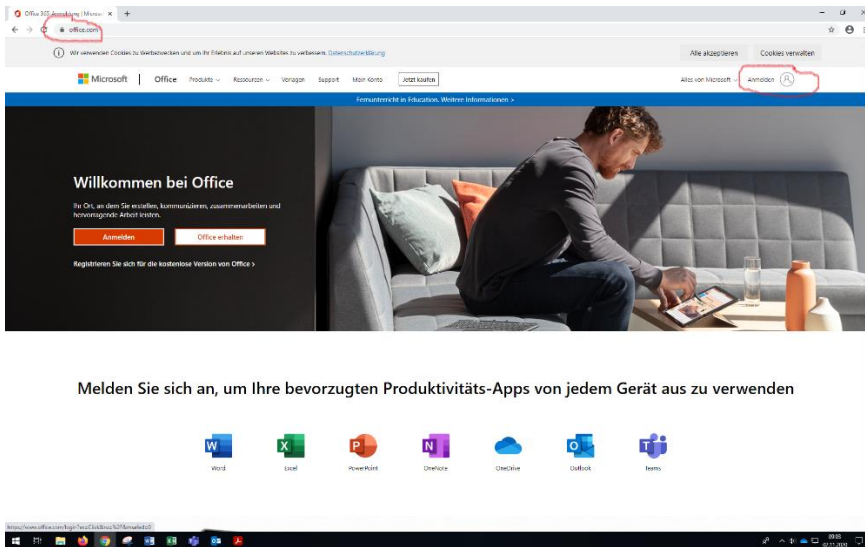 Office 365 Anmeldung | Micros
office.com
Wir verwenden Cookies zu Werbezwecken und um Ihr Erlebnis auf unseren Websites zu verbessern. Datenschutzerklärung
Alle akzeptieren Cookies verwalten
Microsoft Office Produkte Ressourcen Vorlagen Support Mein Konto Jetzt kaufen Alles von Microsoft Anmelden
Fernunterricht in Education. Weitere Informationen >
Willkommen bei Office
Ihr Ort, an dem Sie erstellen, kommunizieren, zusammenarbeiten und
hervorragende Arbeit leisten.
Anmelden Office erhalten
Registrieren Sie sich für die kostenlose Version von Office >
Melden Sie sich an, um Ihre bevorzugten Produktivitäts-Apps von jedem Gerät aus zu verwenden
W X P N O T
Word Excel PowerPoint OneNote OneDrive Outlook Teams
02.11.2020